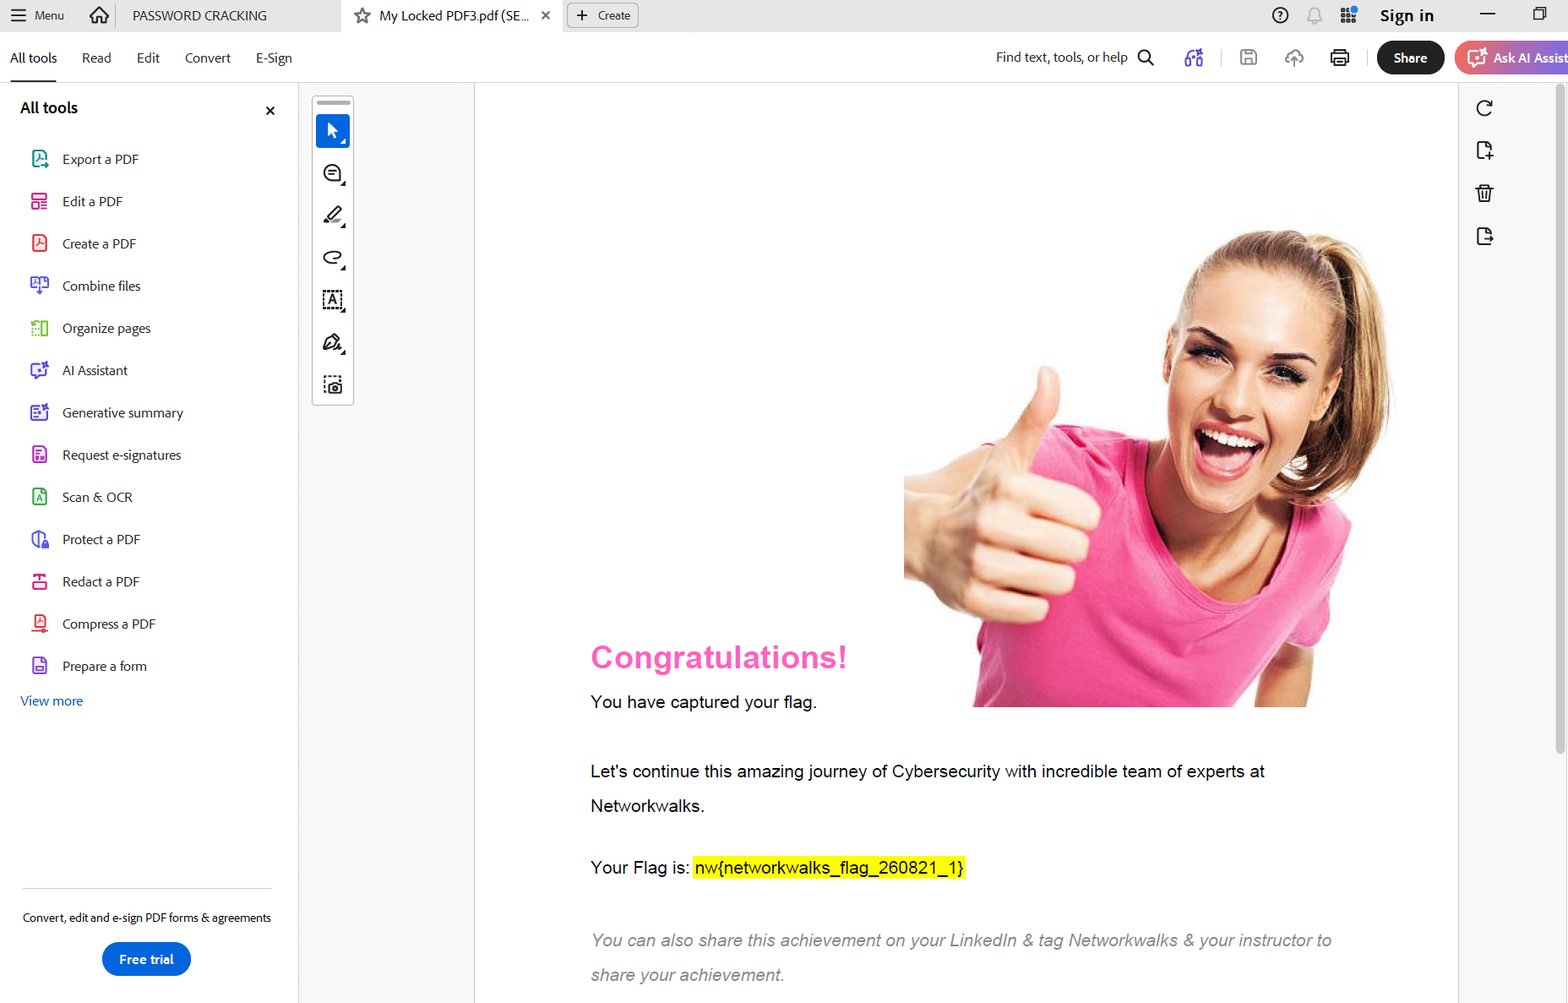 Menu
PASSWORD CRACKING
My Locked PDF3.pdf (SE...
Create
Sign in
All tools
Read
Edit
Convert
E-Sign
Find text, tools, or help
Share
Ask AI Assist
All tools
Export a PDF
Edit a PDF
Create a PDF
Combine files
Organize pages
AI Assistant
Generative summary
Request e-signatures
Scan & OCR
Protect a PDF
Redact a PDF
Compress a PDF
Prepare a form
View more
Convert, edit and e-sign PDF forms & agreements
Free trial
A
Congratulations!
You have captured your flag.
Let's continue this amazing journey of Cybersecurity with incredible team of experts at
Networkwalks.
Your Flag is: nw{networkwalks_flag_260821_1}
You can also share this achievement on your LinkedIn & tag Networkwalks & your instructor to
share your achievement.